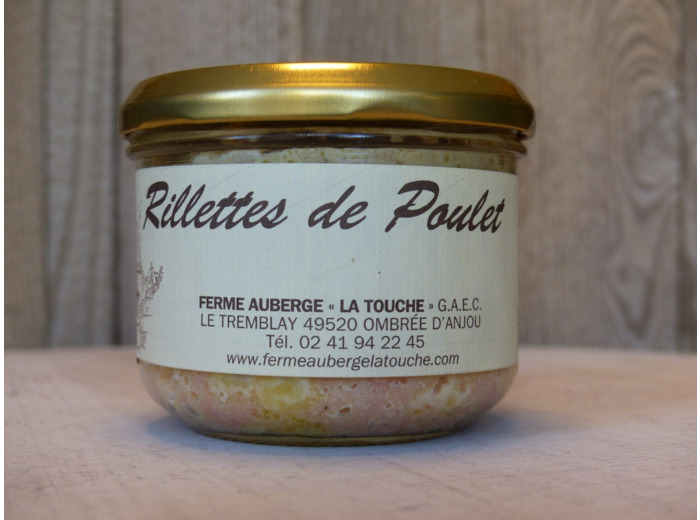 Rillettes de Poulet
FERME AUBERGE « LA TOUCHE » G.A.E.C.
LE TREMBLAY 49520 OMBRÉE D'ANJOU
Tél. 02 41 94 22 45
www.fermeaubergelatouche.com